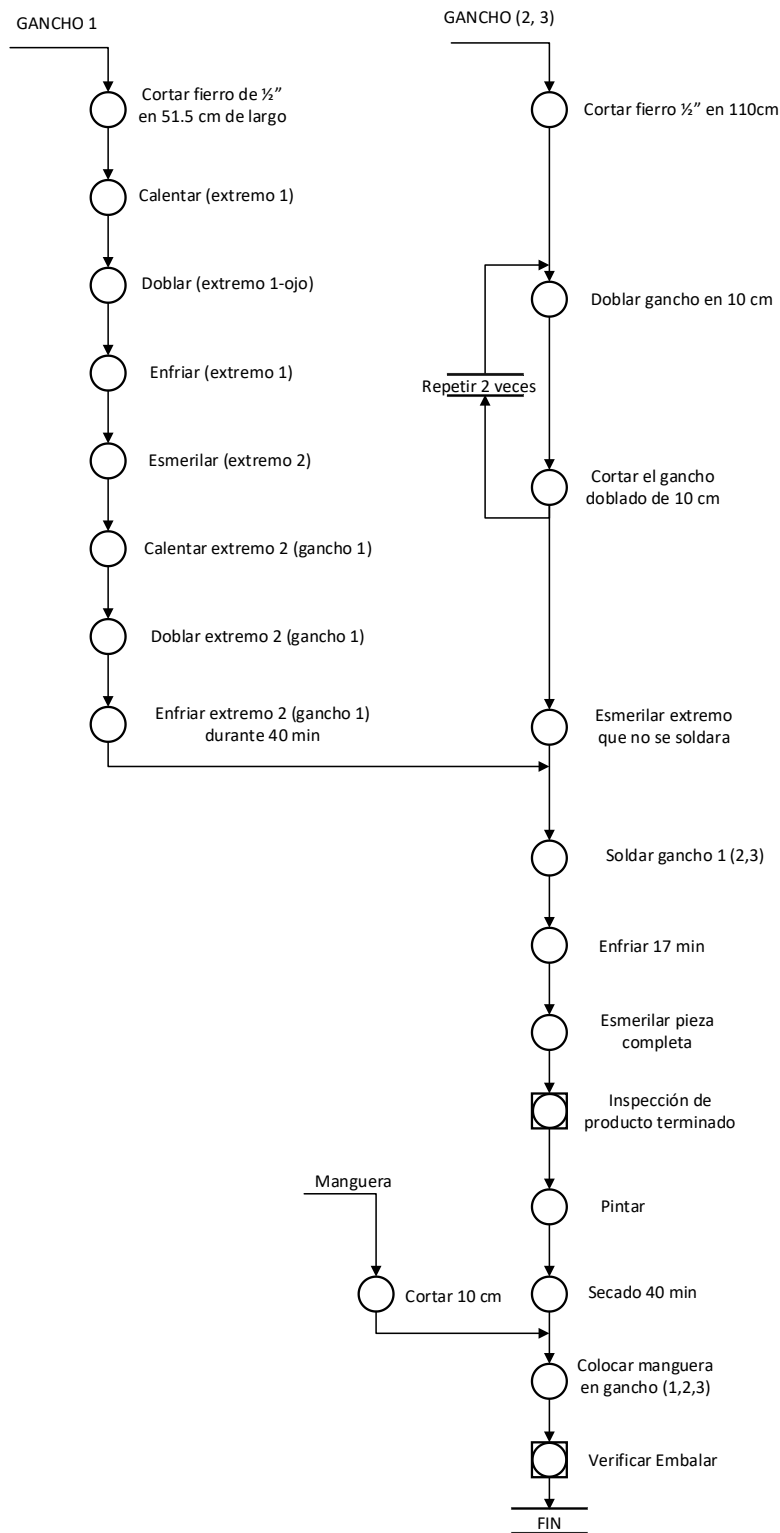 GANCHO 1
Cortar fierro de ½”
en 51.5 cm de largo
Calentar (extremo 1)
Doblar (extremo 1-ojo)
Enfriar (extremo 1)
Esmerilar (extremo 2)
Calentar extremo 2 (gancho 1)
Doblar extremo 2 (gancho 1)
Enfriar extremo 2 (gancho 1)
durante 40 min
GANCHO (2, 3)
Cortar fierro ½” en 110cm
Doblar gancho en 10 cm
Repetir 2 veces
Cortar el gancho
doblado de 10 cm
Esmerilar extremo
que no se soldara
Soldar gancho 1 (2,3)
Enfriar 17 min
Esmerilar pieza
completa
Inspección de
producto terminado
Pintar
Manguera
Cortar 10 cm
Secado 40 min
Colocar manguera
en gancho (1,2,3)
Verificar Embalar
FIN